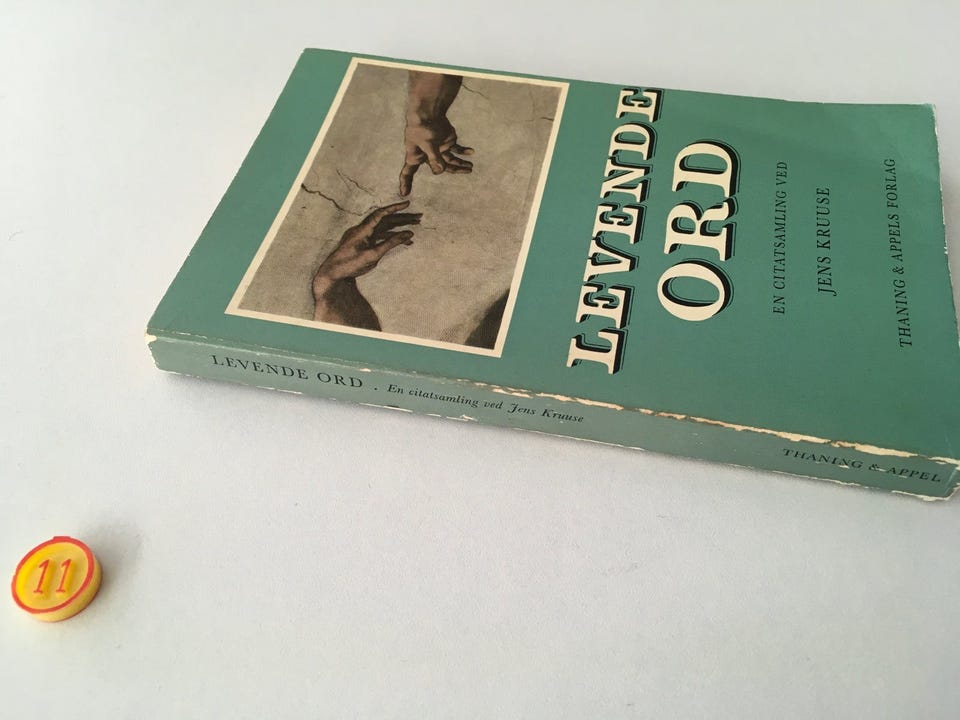 LEVENDE
ORD
EN CITATSAMLING VED
JENS KRUUSE
THANING & APPELS FORLAG
LEVENDE ORD . En citatsamling ved Jens Kruuse
THANING & APPEL
11